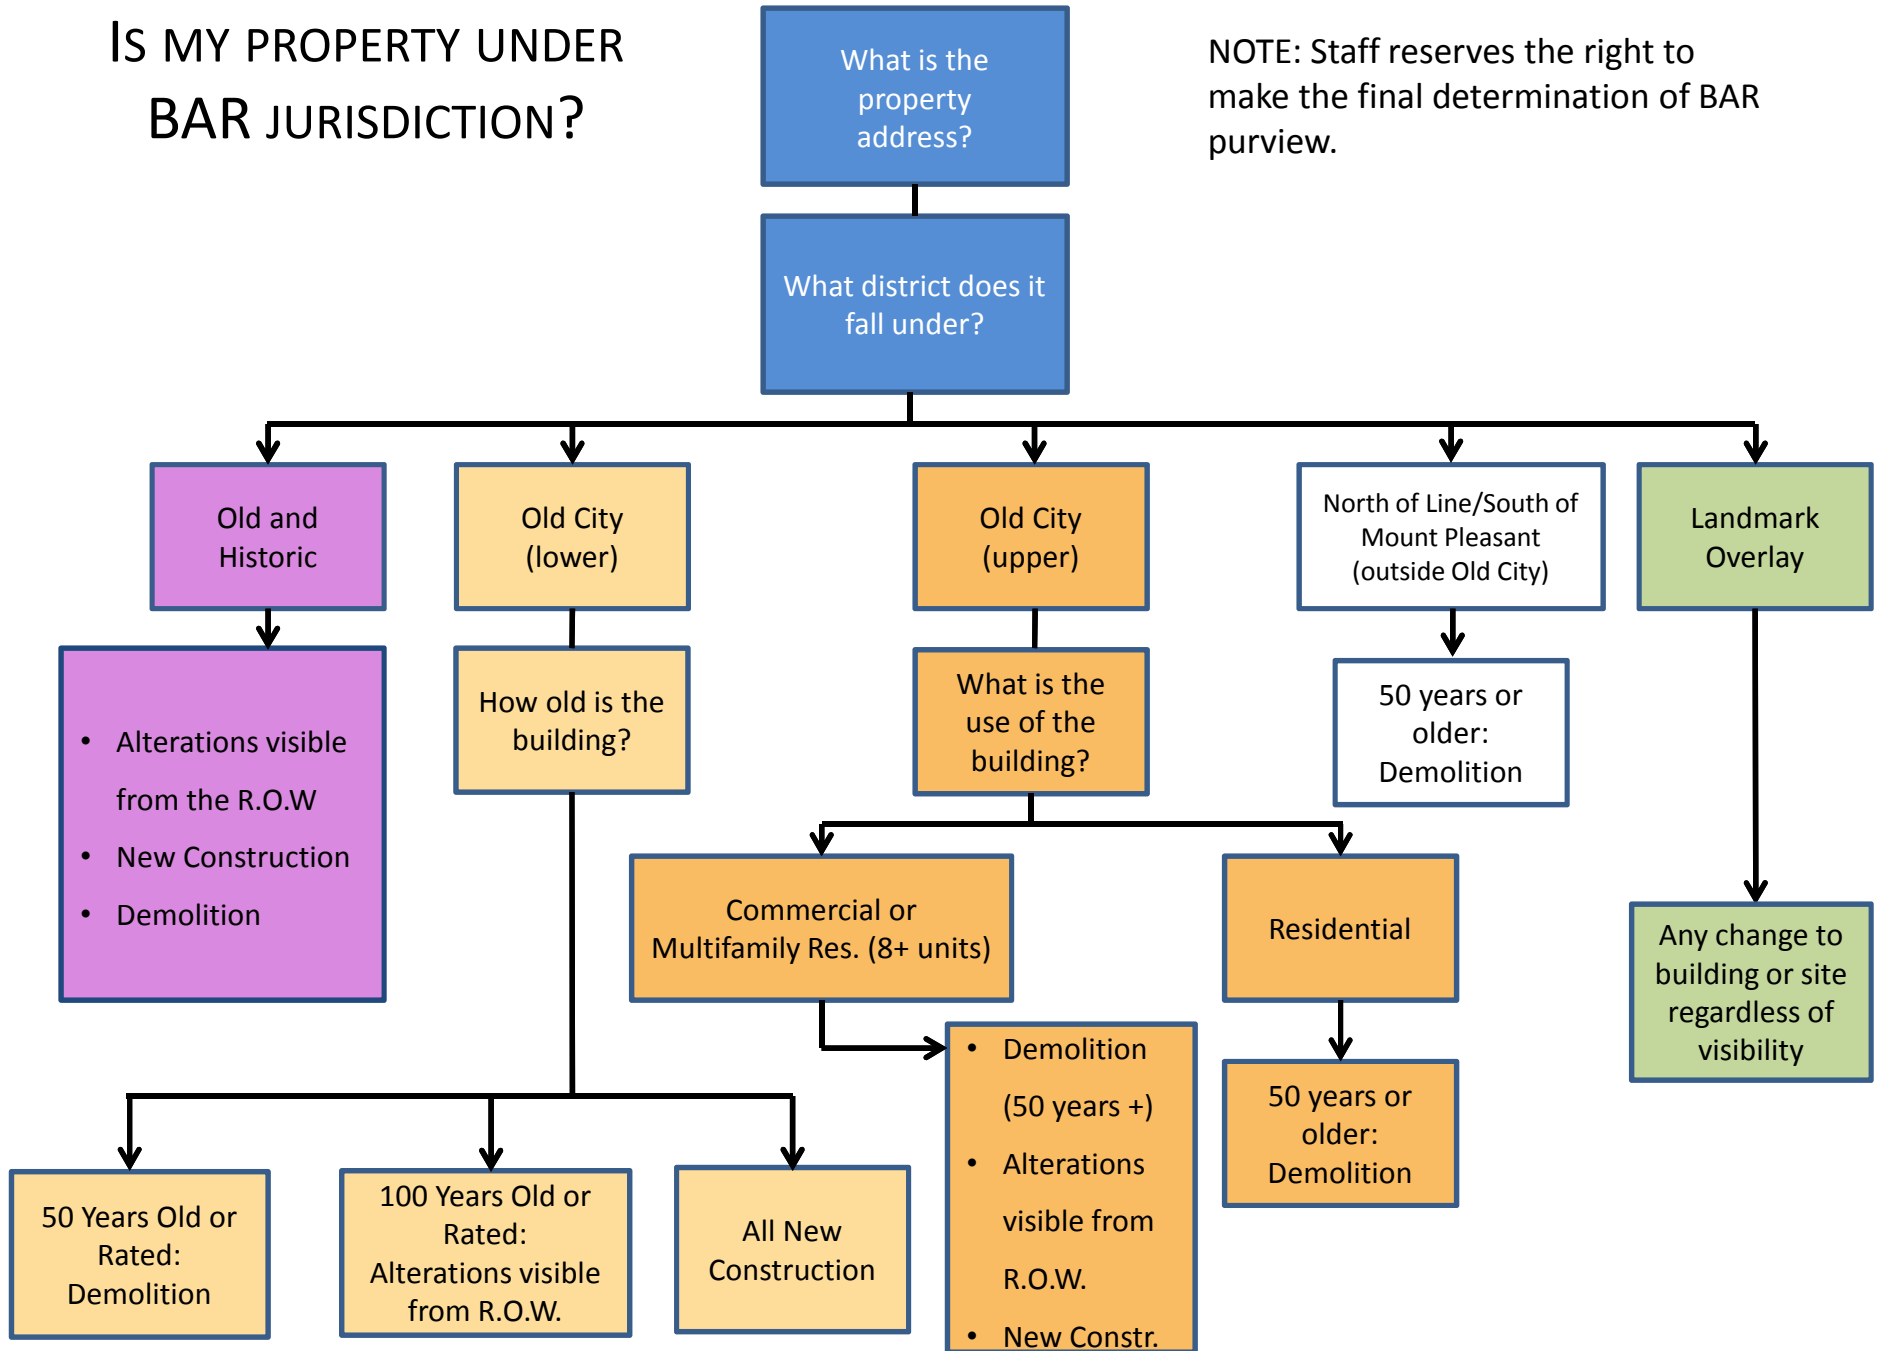 IS MY PROPERTY UNDER
BAR JURISDICTION?
What is the
property
address?
NOTE: Staff reserves the right to
make the final determination of BAR
purview.
What district does it
fall under?
Old and
Historic
Old City
(lower)
Old City
(upper)
North of Line/South of
Mount Pleasant
(outside Old City)
Landmark
Overlay
• Alterations visible
from the R.O.W
• New Construction
• Demolition
How old is the
building?
What is the
use of the
building?
50 years or
older:
Demolition
Commercial or
Multifamily Res. (8+ units)
Residential
Any change to
building or site
regardless of
visibility
50 Years Old or
Rated:
Demolition
100 Years Old or
Rated:
Alterations visible
from R.O.W.
All New
Construction
• Demolition
(50 years +)
• Alterations
visible from
R.O.W.
• New Constr.
50 years or
older:
Demolition